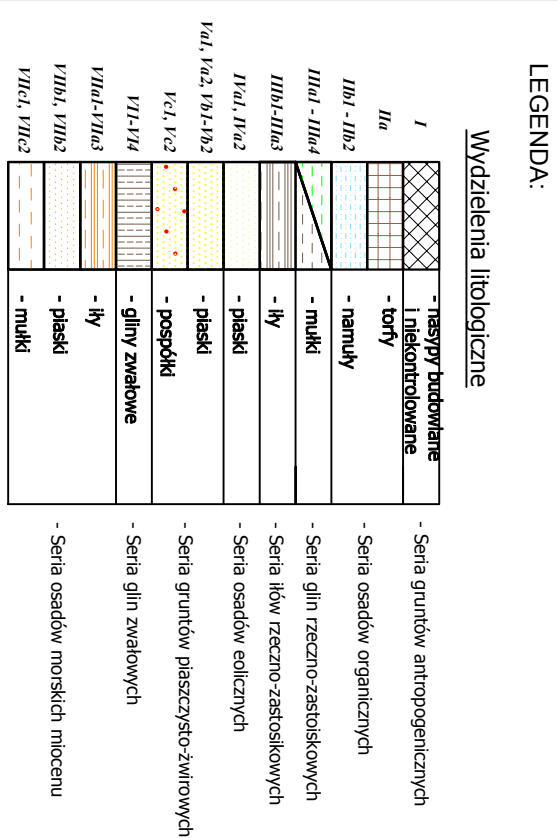 LEGENDA:
Wydzielenia litologiczne
I - nasypy budowlane - Seria gruntów antropogenicznych
i niekontrolowane
IIa - torfy - Seria osadów organicznych
IIb1 - IIb2 - namuły
IIIa1 - IIIa4 - mułki - Seria glin rzeczno-zastoiskowych
IIIb1-IIIa3 - iły - Seria iłów rzeczno-zastosikowych
IVa1, IVa2 - piaski - Seria osadów eolicznych
Va1, Va2, Vb1-Vb2 - piaski - Seria gruntów piaszczysto-żwirowych
Vc1, Vc2 - pospółki
VI1-VI4 - gliny zwałowe - Seria glin zwałowych
VIIa1-VIIa3 - iły - Seria osadów morskich miocenu
VIIb1, VIIb2 - piaski
VIIc1, VIIc2 - mułki